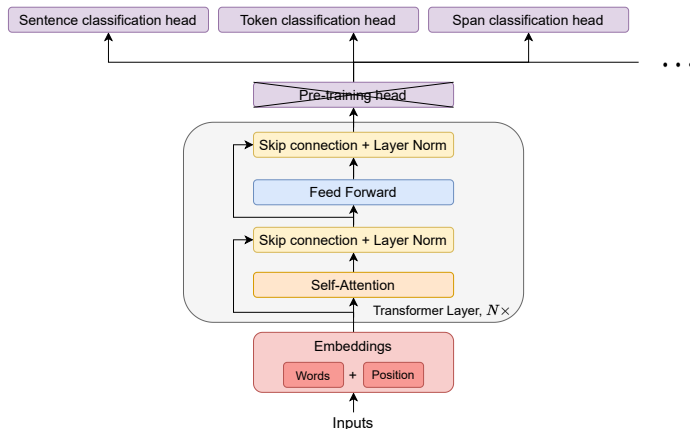 Sentence classification head
Token classification head
Span classification head
...
Pre-training head
Skip connection + Layer Norm
Feed Forward
Skip connection + Layer Norm
Self-Attention
Transformer Layer, N×
Embeddings
Words + Position
Inputs